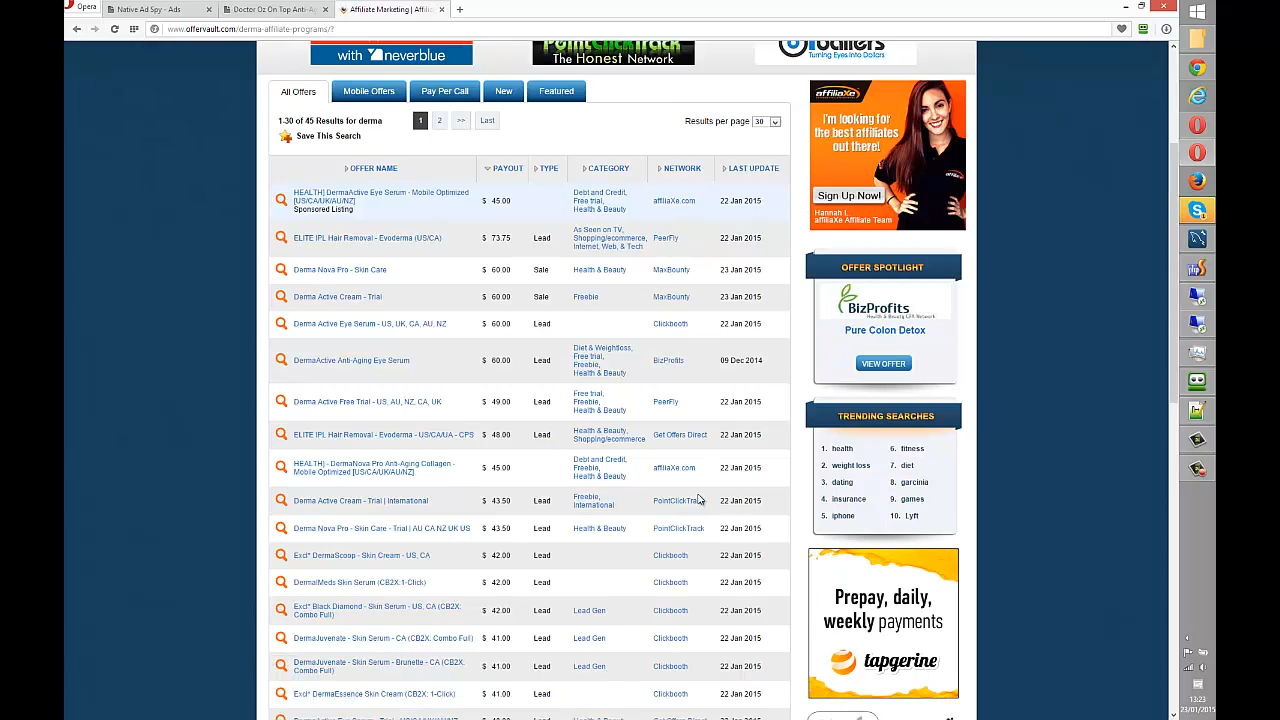 Opera
Native Ad Spy - Ads
Doctor Oz On Top Anti-Ag
Affiliate Marketing | Affiliat
www.offervault.com/derma-affiliate-programs/?
with neverblue
PointClickTrack
The Honest Network
Turning Eyes Into Dollars
All Offers
Mobile Offers
Pay Per Call
New
Featured
1-30 of 45 Results for derma
1
2
>>
Last
Results per page
30
Save This Search
OFFER NAME
PAYOUT
TYPE
CATEGORY
NETWORK
LAST UPDATE
HEALTH] DermaActive Eye Serum - Mobile Optimized
[US/CA/UK/AU/NZ]
Sponsored Listing
$ 45.00
Debt and Credit,
Free trial,
Health & Beauty
affiliaXe.com
22 Jan 2015
ELITE IPL Hair Removal - Evoderma (US/CA)
$ 73.75
Lead
As Seen on TV,
Shopping/ecommerce,
Internet, Web, & Tech
PeerFly
22 Jan 2015
Derma Nova Pro - Skin Care
$ 60.00
Sale
Health & Beauty
MaxBounty
23 Jan 2015
Derma Active Cream - Trial
$ 60.00
Sale
Freebie
MaxBounty
23 Jan 2015
Derma Active Eye Serum - US, UK, CA, AU, NZ
$ 60.00
Lead
Clickbooth
22 Jan 2015
DermaActive Anti-Aging Eye Serum
$ 60.00
Lead
Diet & Weightloss,
Free trial,
Freebie,
Health & Beauty
BizProfits
09 Dec 2014
Derma Active Free Trial - US, AU, NZ, CA, UK
$ 49.00
Lead
Free trial,
Freebie,
Health & Beauty
PeerFly
22 Jan 2015
ELITE IPL Hair Removal - Evoderma - US/CA/UA - CPS
$ 48.00
Lead
Health & Beauty,
Shopping/ecommerce
Get Offers Direct
22 Jan 2015
HEALTH] - DermaNova Pro Anti-Aging Collagen -
Mobile Optimized [US/CA/UK/AU/NZ]
$ 45.00
Lead
Debt and Credit,
Freebie,
Health & Beauty
affiliaXe.com
22 Jan 2015
Derma Active Cream - Trial | International
$ 43.50
Lead
Freebie,
International
PointClickTrack
22 Jan 2015
Derma Nova Pro - Skin Care - Trial | AU CA NZ UK US
$ 43.50
Lead
Health & Beauty
PointClickTrack
22 Jan 2015
Excl* DermaScoop - Skin Cream - US, CA
$ 42.00
Lead
Clickbooth
22 Jan 2015
DermalMeds Skin Serum (CB2X:1-Click)
$ 42.00
Lead
Clickbooth
22 Jan 2015
Excl* Black Diamond - Skin Serum - US, CA (CB2X:
Combo Full)
$ 42.00
Lead
Lead Gen
Clickbooth
22 Jan 2015
DermaJuvenate - Skin Serum - CA (CB2X: Combo Full)
$ 41.00
Lead
Lead Gen
Clickbooth
22 Jan 2015
DermaJuvenate - Skin Serum - Brunette - CA (CB2X:
Combo Full)
$ 41.00
Lead
Lead Gen
Clickbooth
22 Jan 2015
Excl* DermaEssence Skin Cream (CB2X: 1-Click)
$ 41.00
Lead
Clickbooth
22 Jan 2015
affiliaXe
I'm looking for
the best affiliates
out there!
Sign Up Now!
Hannah I.
affiliaXe Affiliate Team
OFFER SPOTLIGHT
BizProfits
Health & Beauty CPA Network
Pure Colon Detox
VIEW OFFER
TRENDING SEARCHES
1. health
2. weight loss
3. dating
4. insurance
5. iphone
6. fitness
7. diet
8. garcinia
9. games
10. Lyft
Prepay, daily,
weekly payments
tapgerine
13:23
23/01/2015